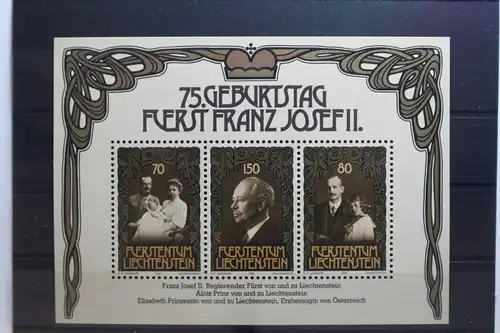 75. GEBURTSTAG
FÜRST FRANZ JOSEF II.
70
150
80
FÜRSTENTUM
LIECHTENSTEIN
FÜRSTENTUM
LIECHTENSTEIN
FÜRSTENTUM
LIECHTENSTEIN
Franz Josef II. Regierender Fürst von und zu Liechtenstein
Alois Prinz von und zu Liechtenstein
Elisabeth Prinzessin von und zu Liechtenstein, Erzherzogin von Österreich